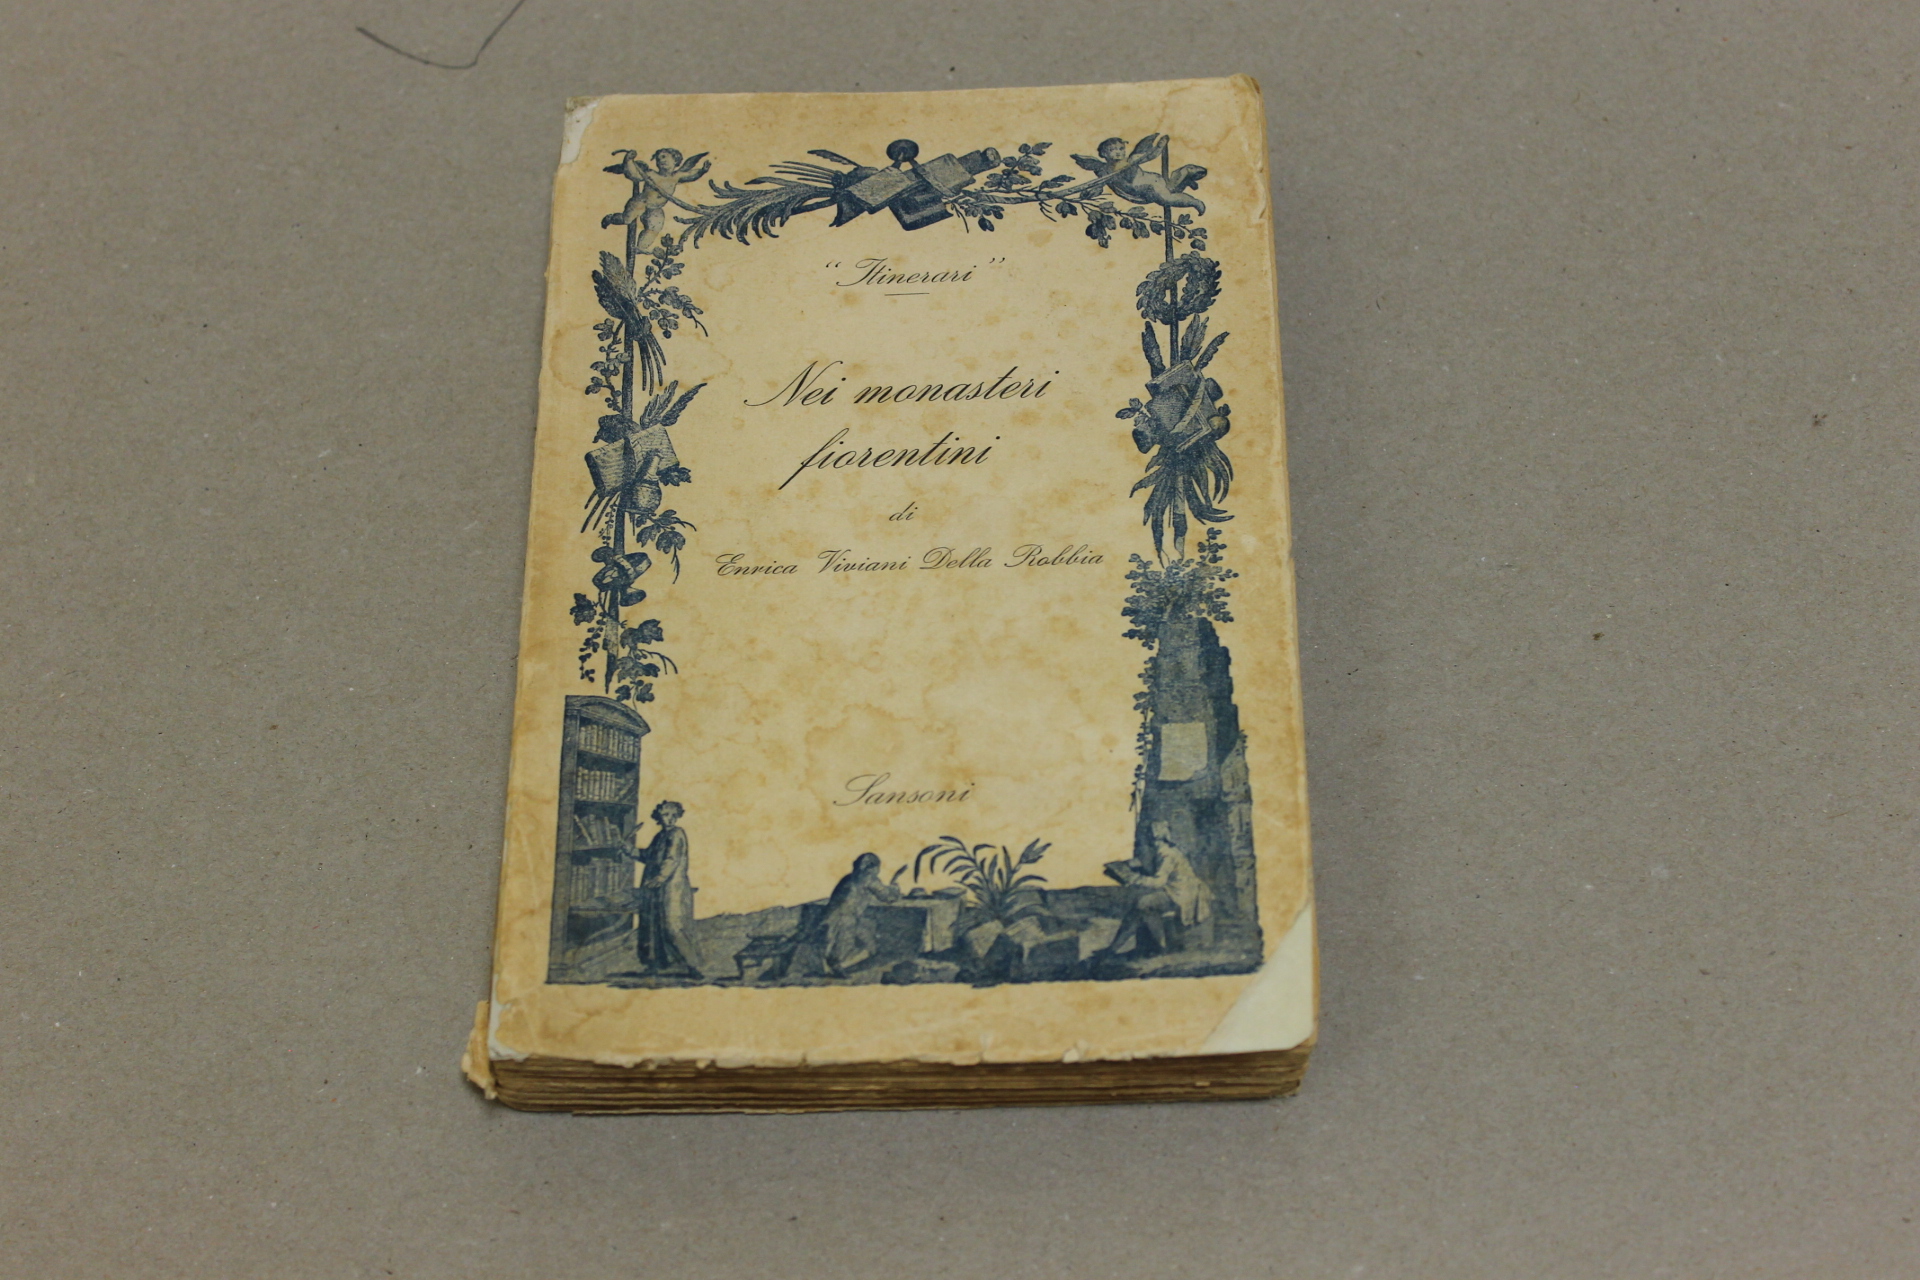 "Itinerari"
Nei monasteri
fiorentini
di
Enrica Viviani Della Robbia
Sansoni